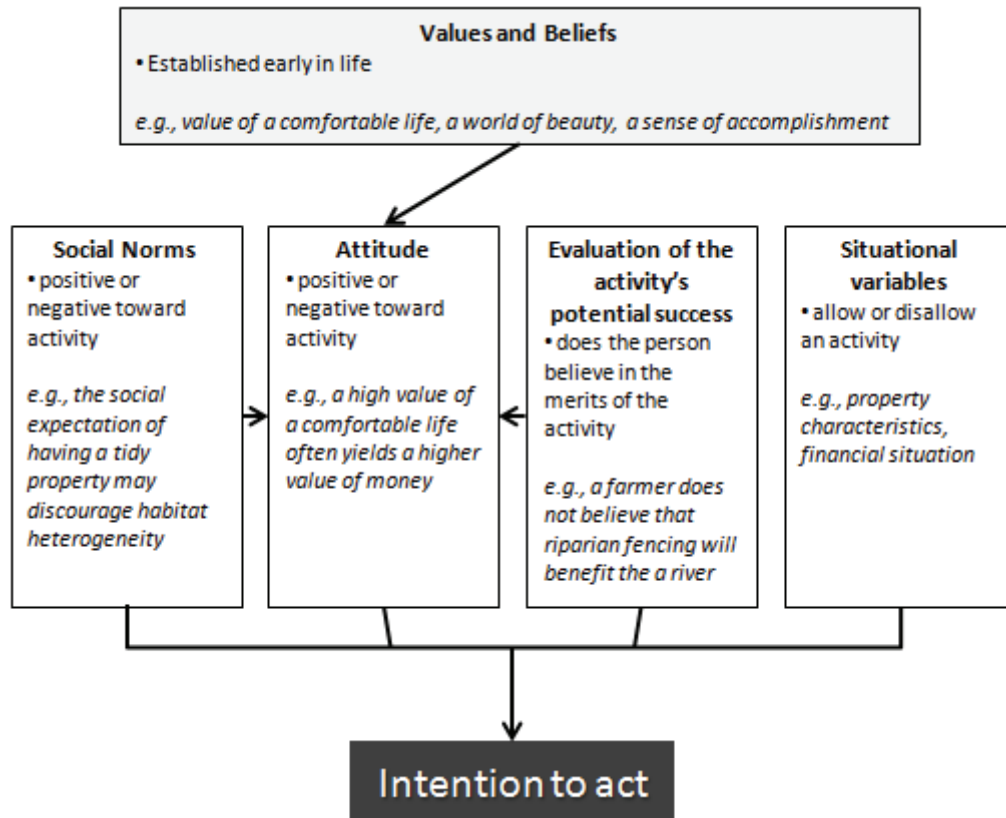 Values and Beliefs
• Established early in life
e.g., value of a comfortable life, a world of beauty, a sense of accomplishment
Social Norms
• positive or
negative toward
activity
e.g., the social
expectation of
having a tidy
property may
discourage habitat
heterogeneity
Attitude
• positive or
negative toward
activity
e.g., a high value of
a comfortable life
often yields a higher
value of money
Evaluation of the
activity's
potential success
• does the person
believe in the
merits of the
activity
e.g., a farmer does
not believe that
riparian fencing will
benefit the a river
Situational
variables
• allow or disallow
an activity
e.g., property
characteristics,
financial situation
Intention to act